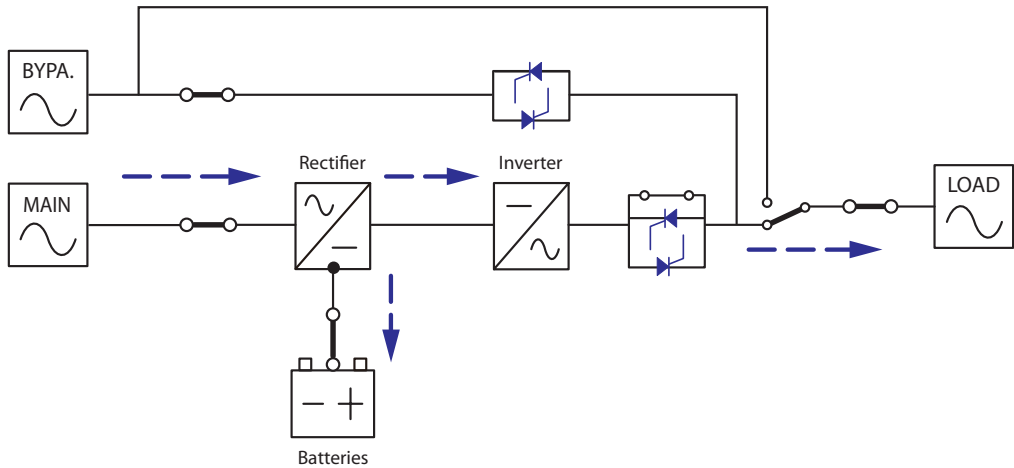 BYPA.
Rectifier
Inverter
MAIN
LOAD
Batteries